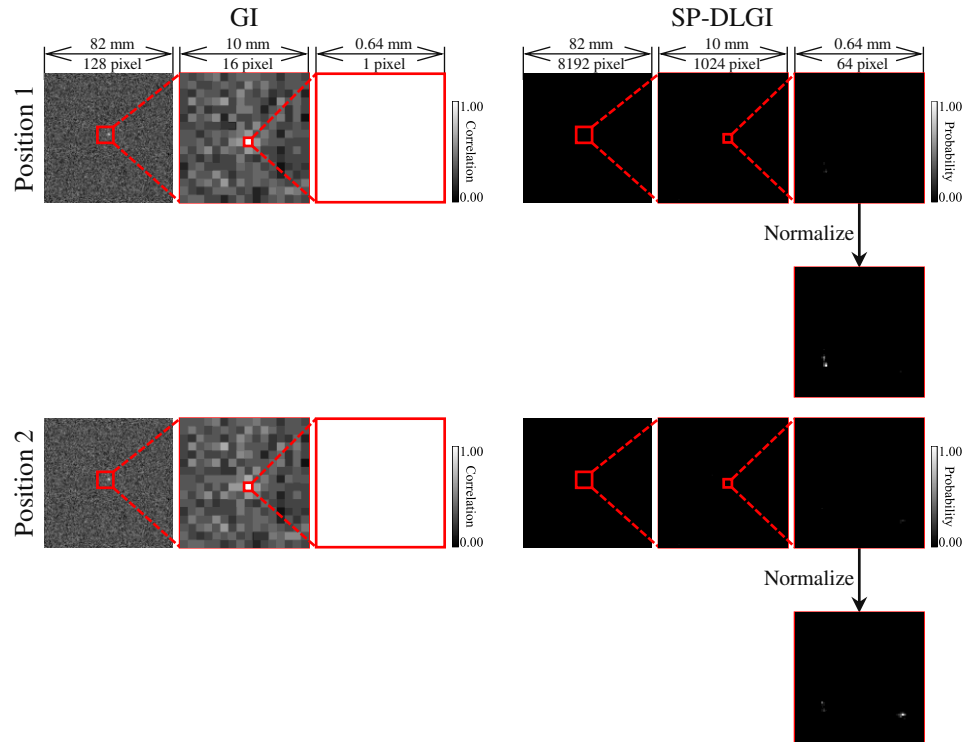 GI
SP-DLGI
82 mm
10 mm
0.64 mm
128 pixel
16 pixel
1 pixel
82 mm
10 mm
0.64 mm
8192 pixel
1024 pixel
64 pixel
Position 1
1.00
Correlation
0.00
1.00
Probability
0.00
Normalize
Position 2
1.00
Correlation
0.00
1.00
Probability
0.00
Normalize